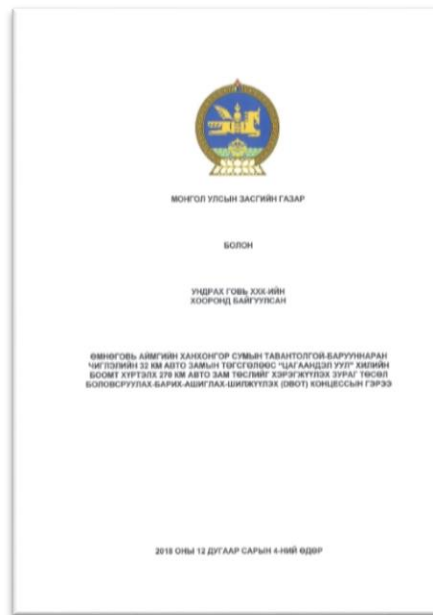 МОНГОЛ УЛСЫН ЗАСГИЙН ГАЗАР
БОЛОН
УНДРАХ ГОВЬ ХХК-ИЙН
ХООРОНД БАЙГУУЛСАН
ӨМНӨГОВЬ АЙМГИЙН ХАНХОНГОР СУМЫН ТАВАНТОЛГОЙ-БАРУУННАРАН
ЧИГЛЭЛИЙН 32 КМ АВТО ЗАМЫН ТӨГСГӨЛӨӨС "ЦАГААНДЭЛ УУЛ" ХИЛИЙН
БООМТ ХҮРТЭЛХ 270 КМ АВТО ЗАМ ТӨСЛИЙГ ХЭРЭГЖҮҮЛЭХ ЗУРАГ ТӨСӨЛ
БОЛОВСРУУЛАХ-БАРИХ-АШИГЛАХ-ШИЛЖҮҮЛЭХ (DBOT) КОНЦЕССЫН ГЭРЭЭ
2018 ОНЫ 12 ДУГААР САРЫН 4-НИЙ ӨДӨР